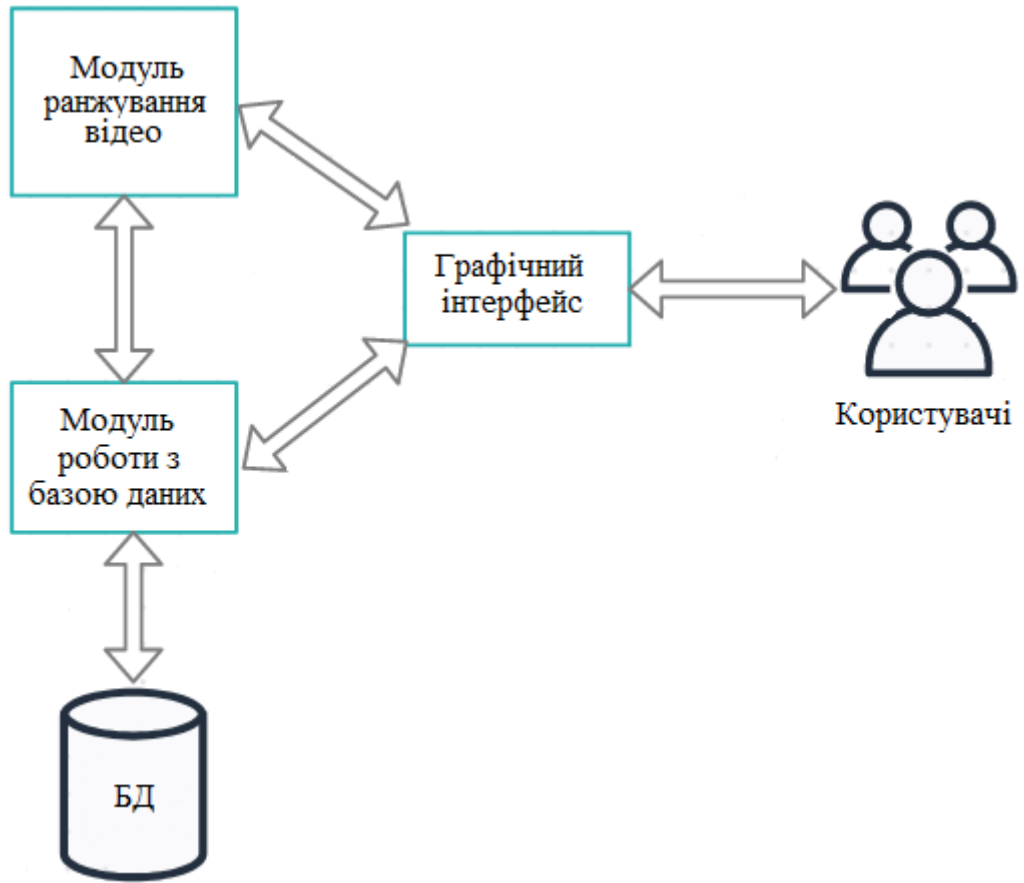 Модуль
ранжування
відео
Графічний
інтерфейс
Користувачі
Модуль
роботи з
базою даних
БД